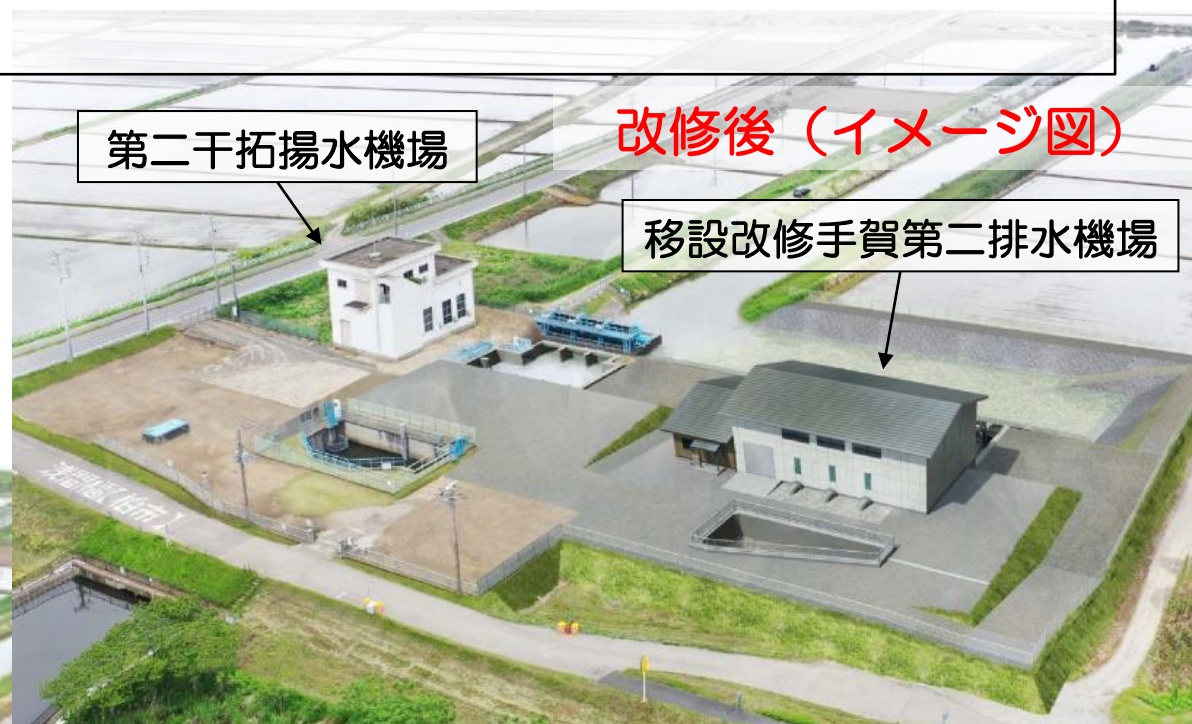 改修後（イメージ図）
第二干拓揚水機場
移設改修手賀第二排水機場